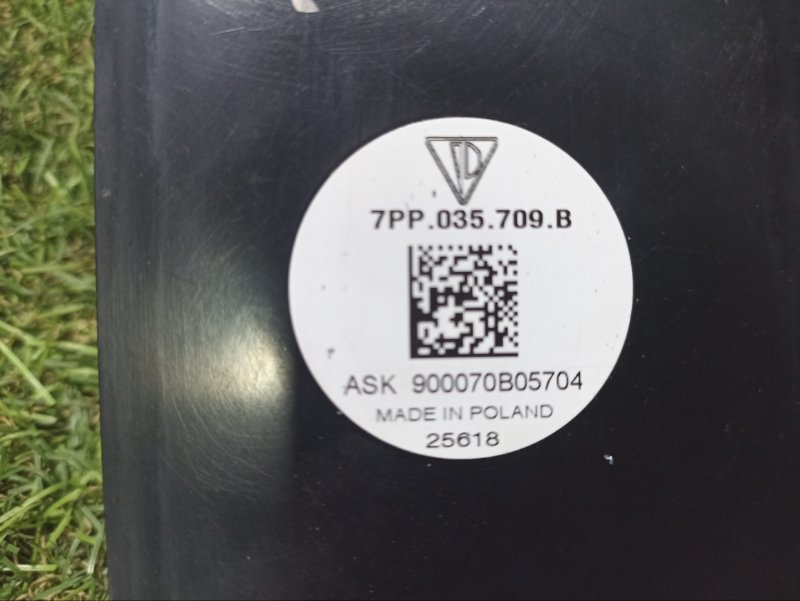 7PP.035.709.B
ASK 900070B05704
MADE IN POLAND
25618